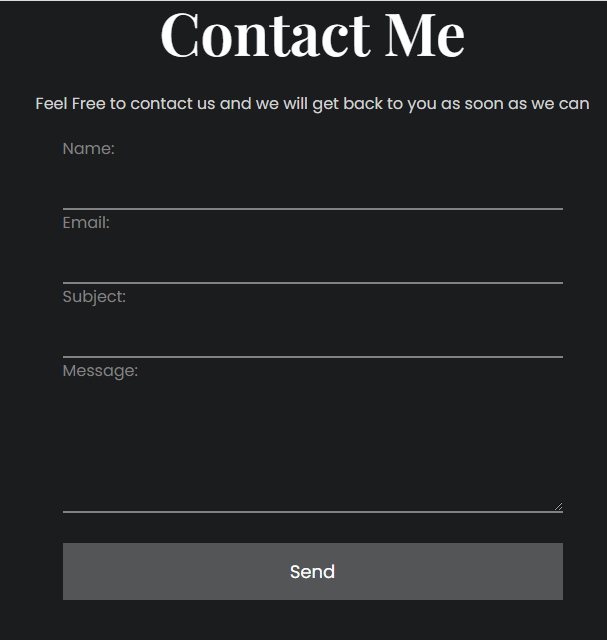 Contact Me
Feel Free to contact us and we will get back to you as soon as we can
Name:
Email:
Subject:
Message:
Send